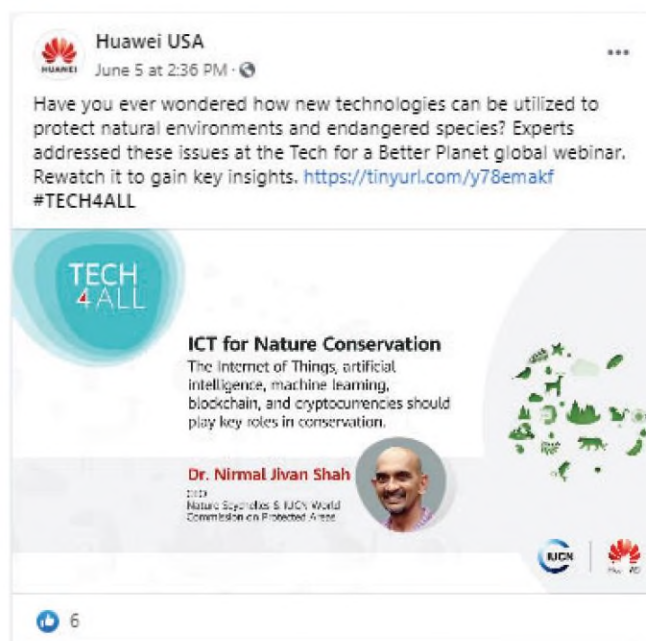 Huawei USA
HUAWEI
June 5 at 2:36 PM ·
Have you ever wondered how new technologies can be utilized to
protect natural environments and endangered species? Experts
addressed these issues at the Tech for a Better Planet global webinar.
Rewatch it to gain key insights. https://tinyurl.com/y78emakf
#TECH4ALL
TECH
4 ALL
ICT for Nature Conservation
The Internet of Things, artificial
intelligence, machine learning,
blockchain, and cryptocurrencies should
play key roles in conservation.
Dr. Nirmal Jivan Shah
CEO
Nature Seychelles & IUCN World
Commission on Protected Areas
IUCN
6